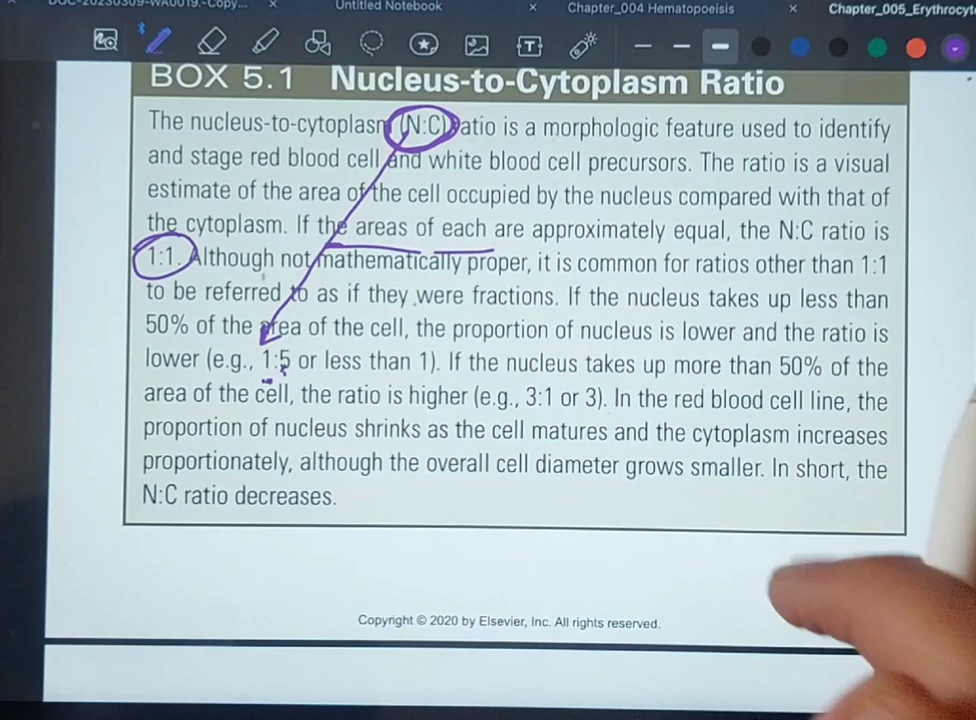 Untitled Notebook × Chapter_004 Hematopoeisis × Chapter_005_Erythrocyt
T
BOX 5.1 Nucleus-to-Cytoplasm Ratio
The nucleus-to-cytoplasm (N:C) ratio is a morphologic feature used to identify
and stage red blood cell and white blood cell precursors. The ratio is a visual
estimate of the area of the cell occupied by the nucleus compared with that of
the cytoplasm. If the areas of each are approximately equal, the N:C ratio is
1:1. Although not mathematically proper, it is common for ratios other than 1:1
to be referred to as if they were fractions. If the nucleus takes up less than
50% of the area of the cell, the proportion of nucleus is lower and the ratio is
lower (e.g., 1:5 or less than 1). If the nucleus takes up more than 50% of the
area of the cell, the ratio is higher (e.g., 3:1 or 3). In the red blood cell line, the
proportion of nucleus shrinks as the cell matures and the cytoplasm increases
proportionately, although the overall cell diameter grows smaller. In short, the
N:C ratio decreases.
Copyright © 2020 by Elsevier, Inc. All rights reserved.